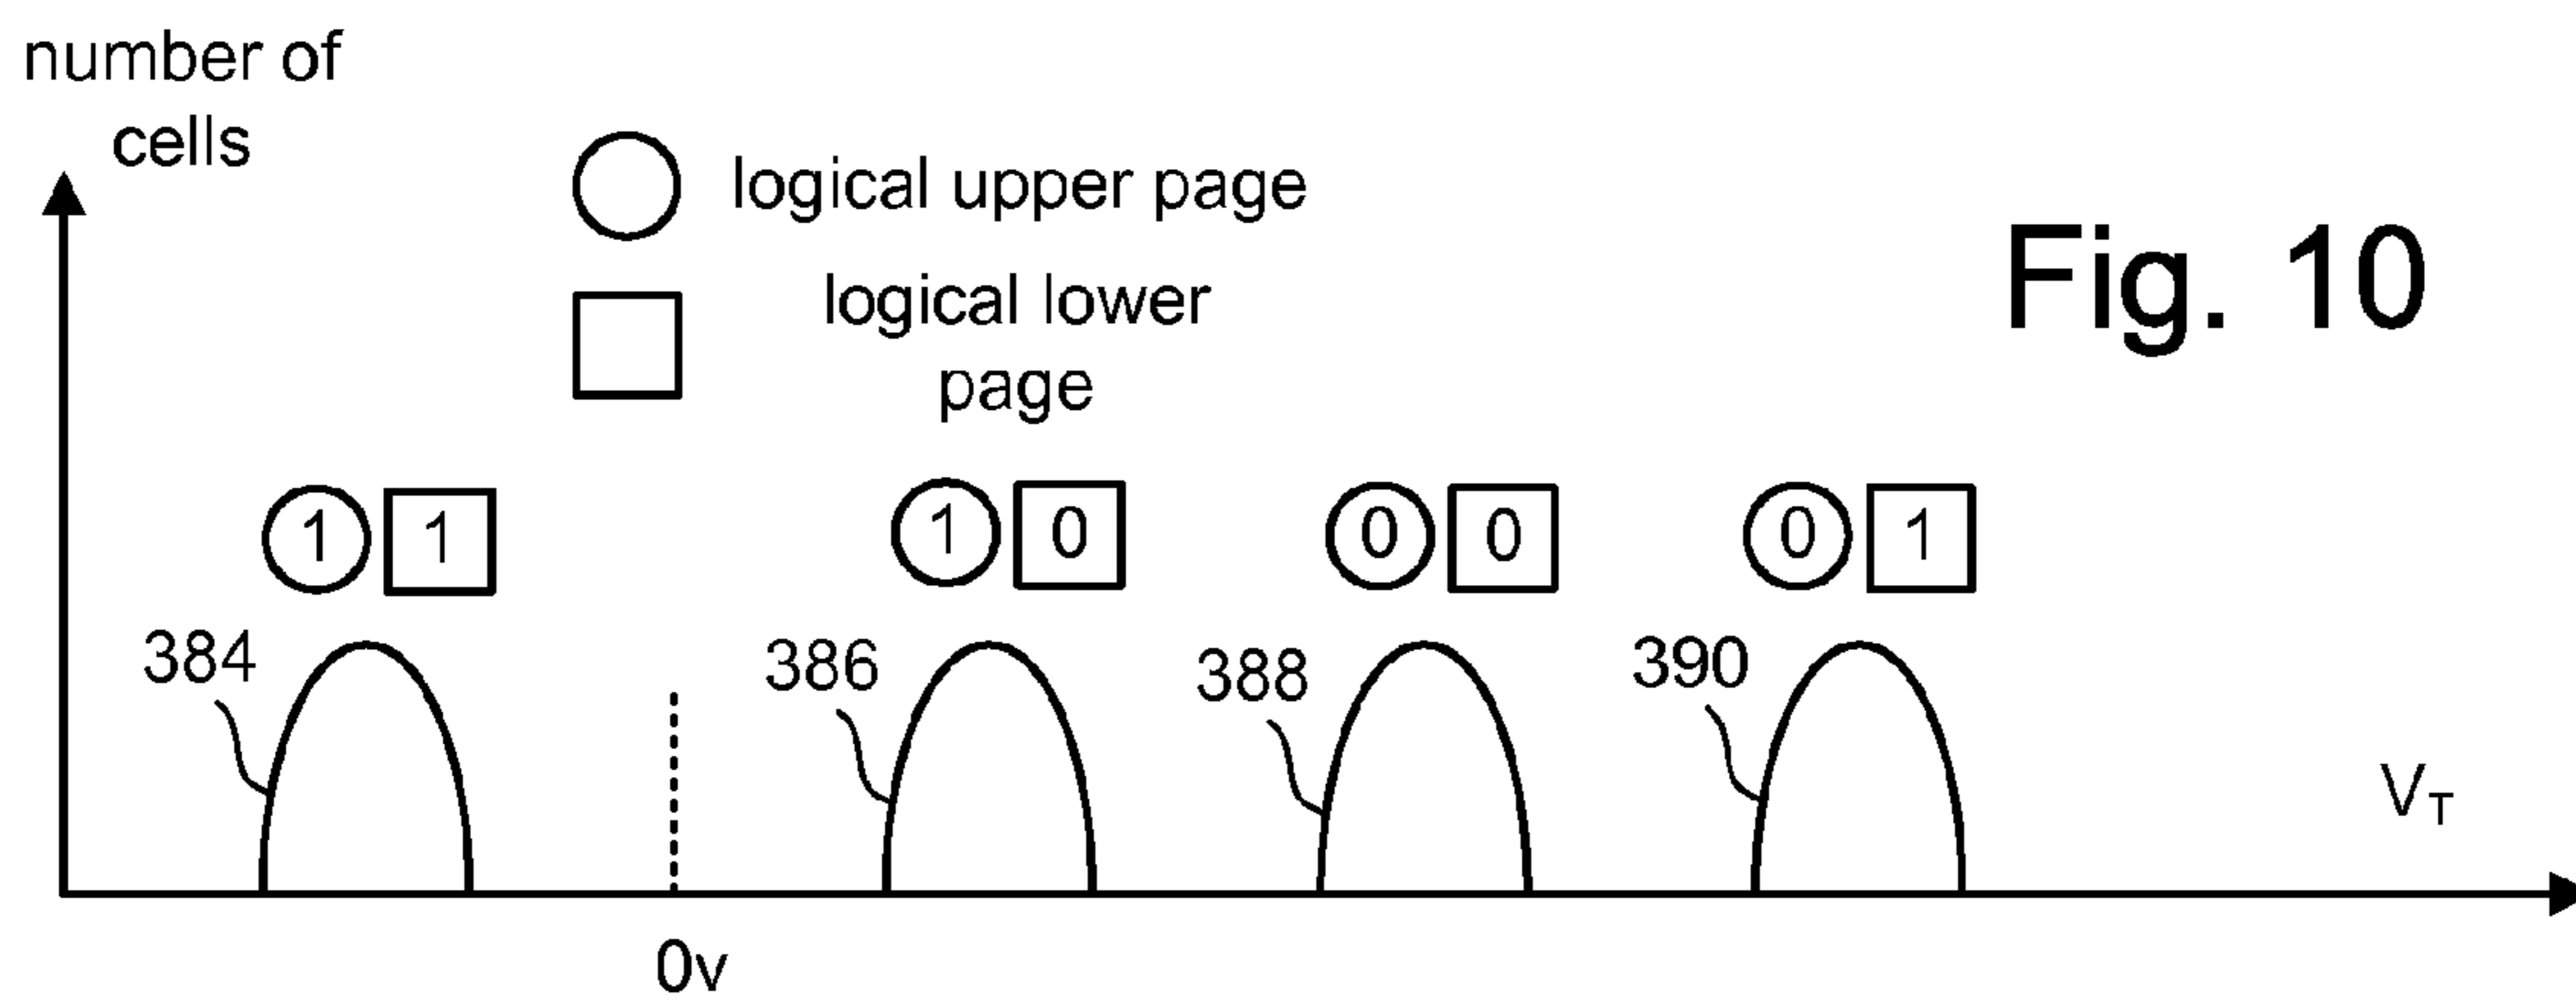 number of
cells
logical upper page
logical lower
page
Fig. 10
1 1
1 0
0 0
0 1
384
386
388
390
V_T
0v